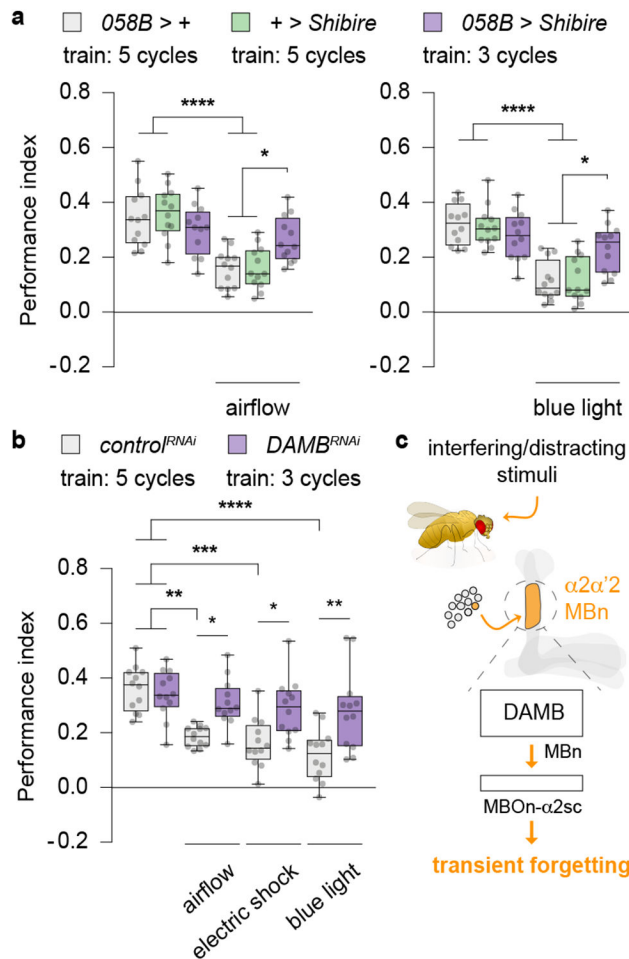 a
058B > +
+ > Shibire
058B > Shibire
train: 5 cycles
train: 5 cycles
train: 3 cycles
Performance index
0.8
0.6
0.4
0.2
0.0
-0.2
****
*
airflow
0.8
0.6
0.4
0.2
0.0
-0.2
****
*
blue light
b
control^RNAi
DAMB^RNAi
train: 5 cycles
train: 3 cycles
Performance index
0.8
0.6
0.4
0.2
0.0
-0.2
****
***
**
*
*
**
airflow
electric shock
blue light
c
interfering/distracting
stimuli
α2α'2
MBn
DAMB
MBn
MBOn-α2sc
transient forgetting